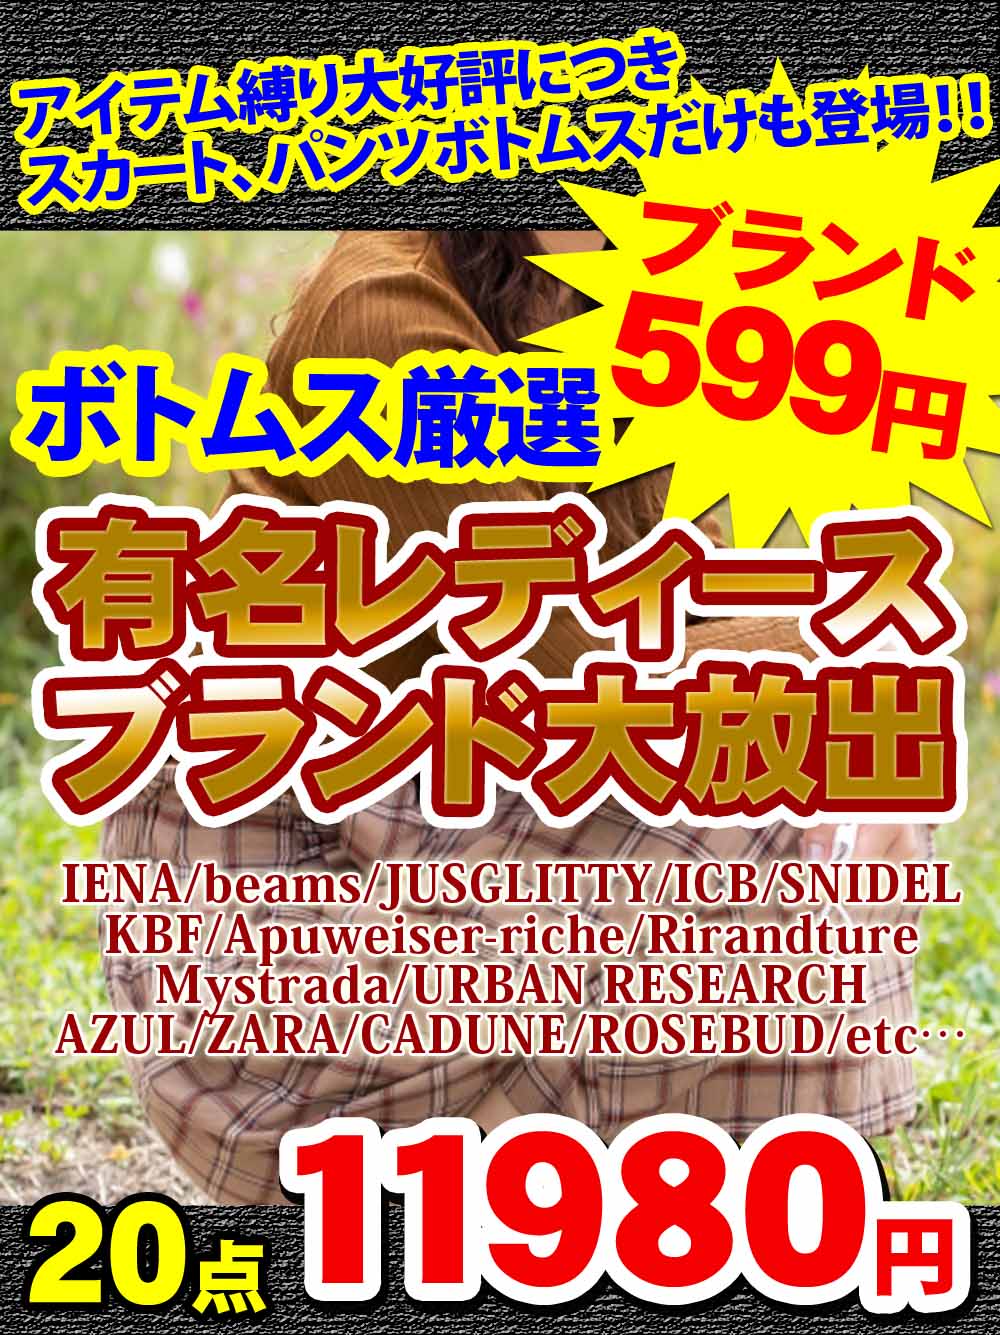 アイテム縛り大好評につき
スカート、パンツボトムスだけも登場!!
ブランド
599円
ボトムス厳選
有名レディース
ブランド大放出
IENA/beams/JUSGLITTY/ICB/SNIDEL
KBF/Apuweiser-riche/Rirandture
Mystrada/URBAN RESEARCH
AZUL/ZARA/CADUNE/ROSEBUD/etc…
20点
11980円